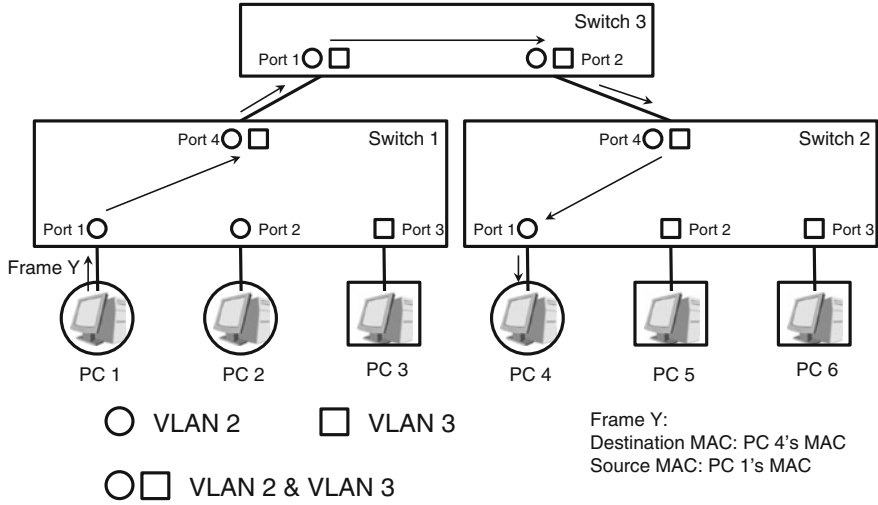 Switch 3
Port 1
Port 2
Port 4
Switch 1
Port 4
Switch 2
Port 1
Port 2
Port 3
Port 1
Port 2
Port 3
Frame Y
PC 1
PC 2
PC 3
PC 4
PC 5
PC 6
VLAN 2
VLAN 3
VLAN 2 & VLAN 3
Frame Y:
Destination MAC: PC 4's MAC
Source MAC: PC 1's MAC